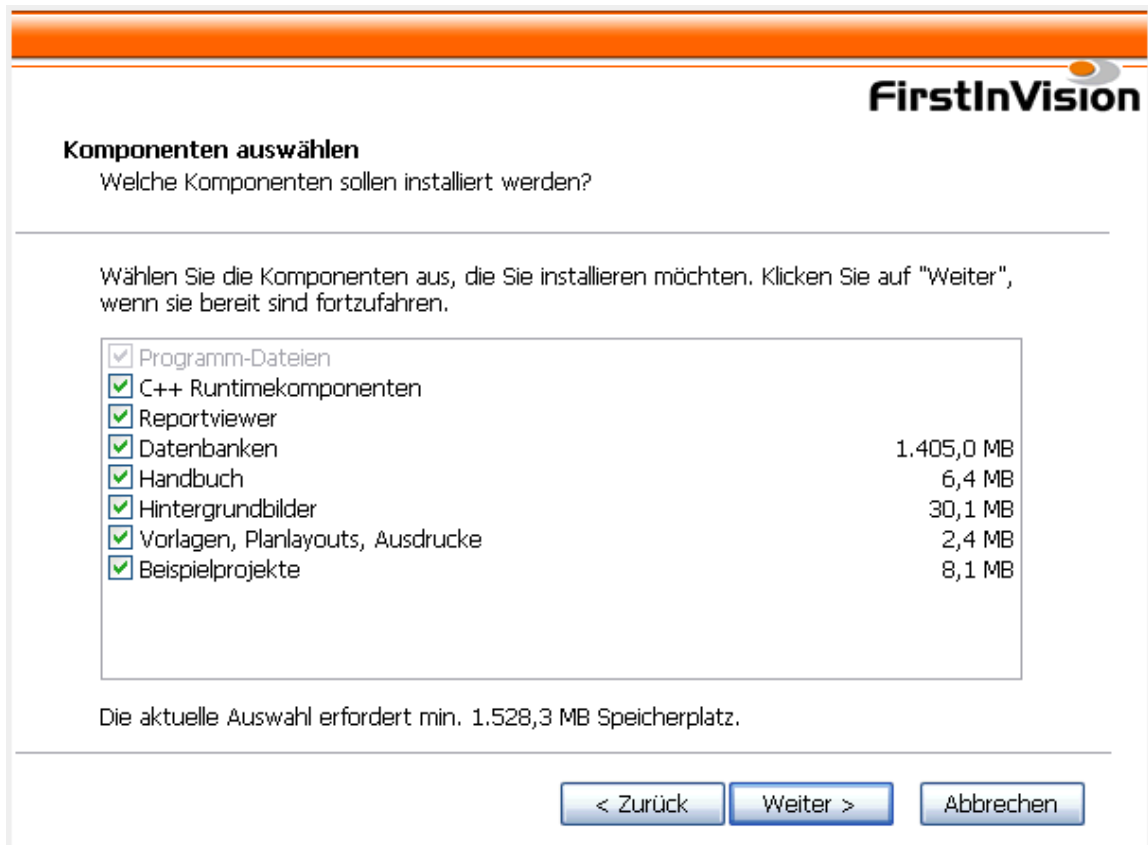 FirstInVision
Komponenten auswählen
Welche Komponenten sollen installiert werden?
Wählen Sie die Komponenten aus, die Sie installieren möchten. Klicken Sie auf "Weiter",
wenn sie bereit sind fortzufahren.
Programm-Dateien
C++ Runtimekomponenten
Reportviewer
Datenbanken 1.405,0 MB
Handbuch 6,4 MB
Hintergrundbilder 30,1 MB
Vorlagen, Planlayouts, Ausdrucke 2,4 MB
Beispielprojekte 8,1 MB
Die aktuelle Auswahl erfordert min. 1.528,3 MB Speicherplatz.
< Zurück Weiter > Abbrechen